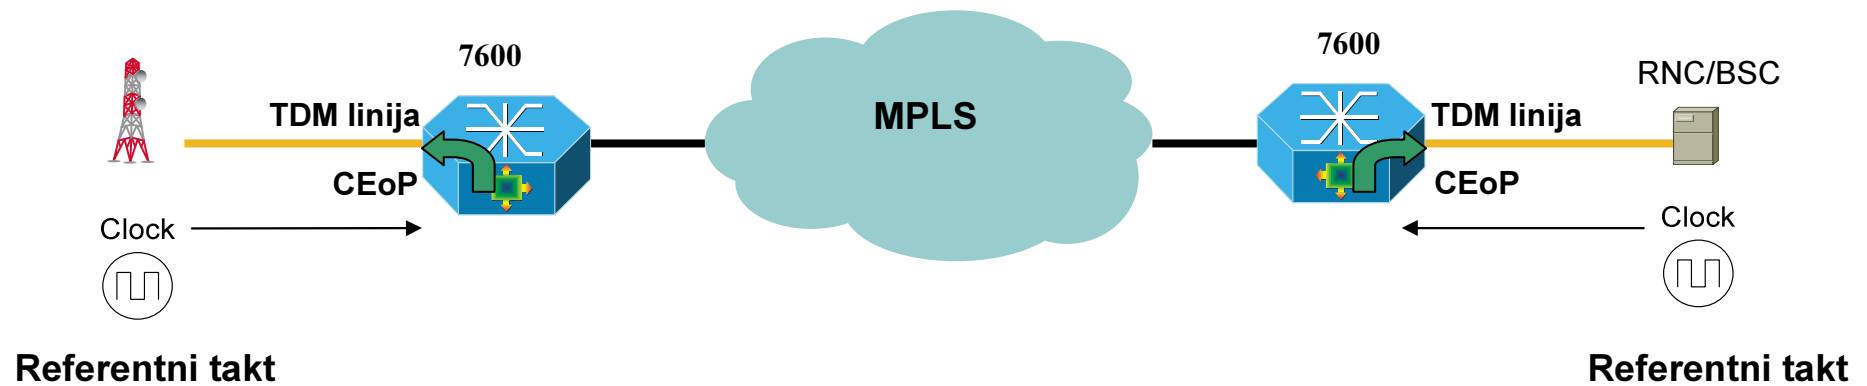 7600
7600
RNC/BSC
TDM linija
MPLS
TDM linija
CEoP
CEoP
Clock
Clock
Referentni takt
Referentni takt